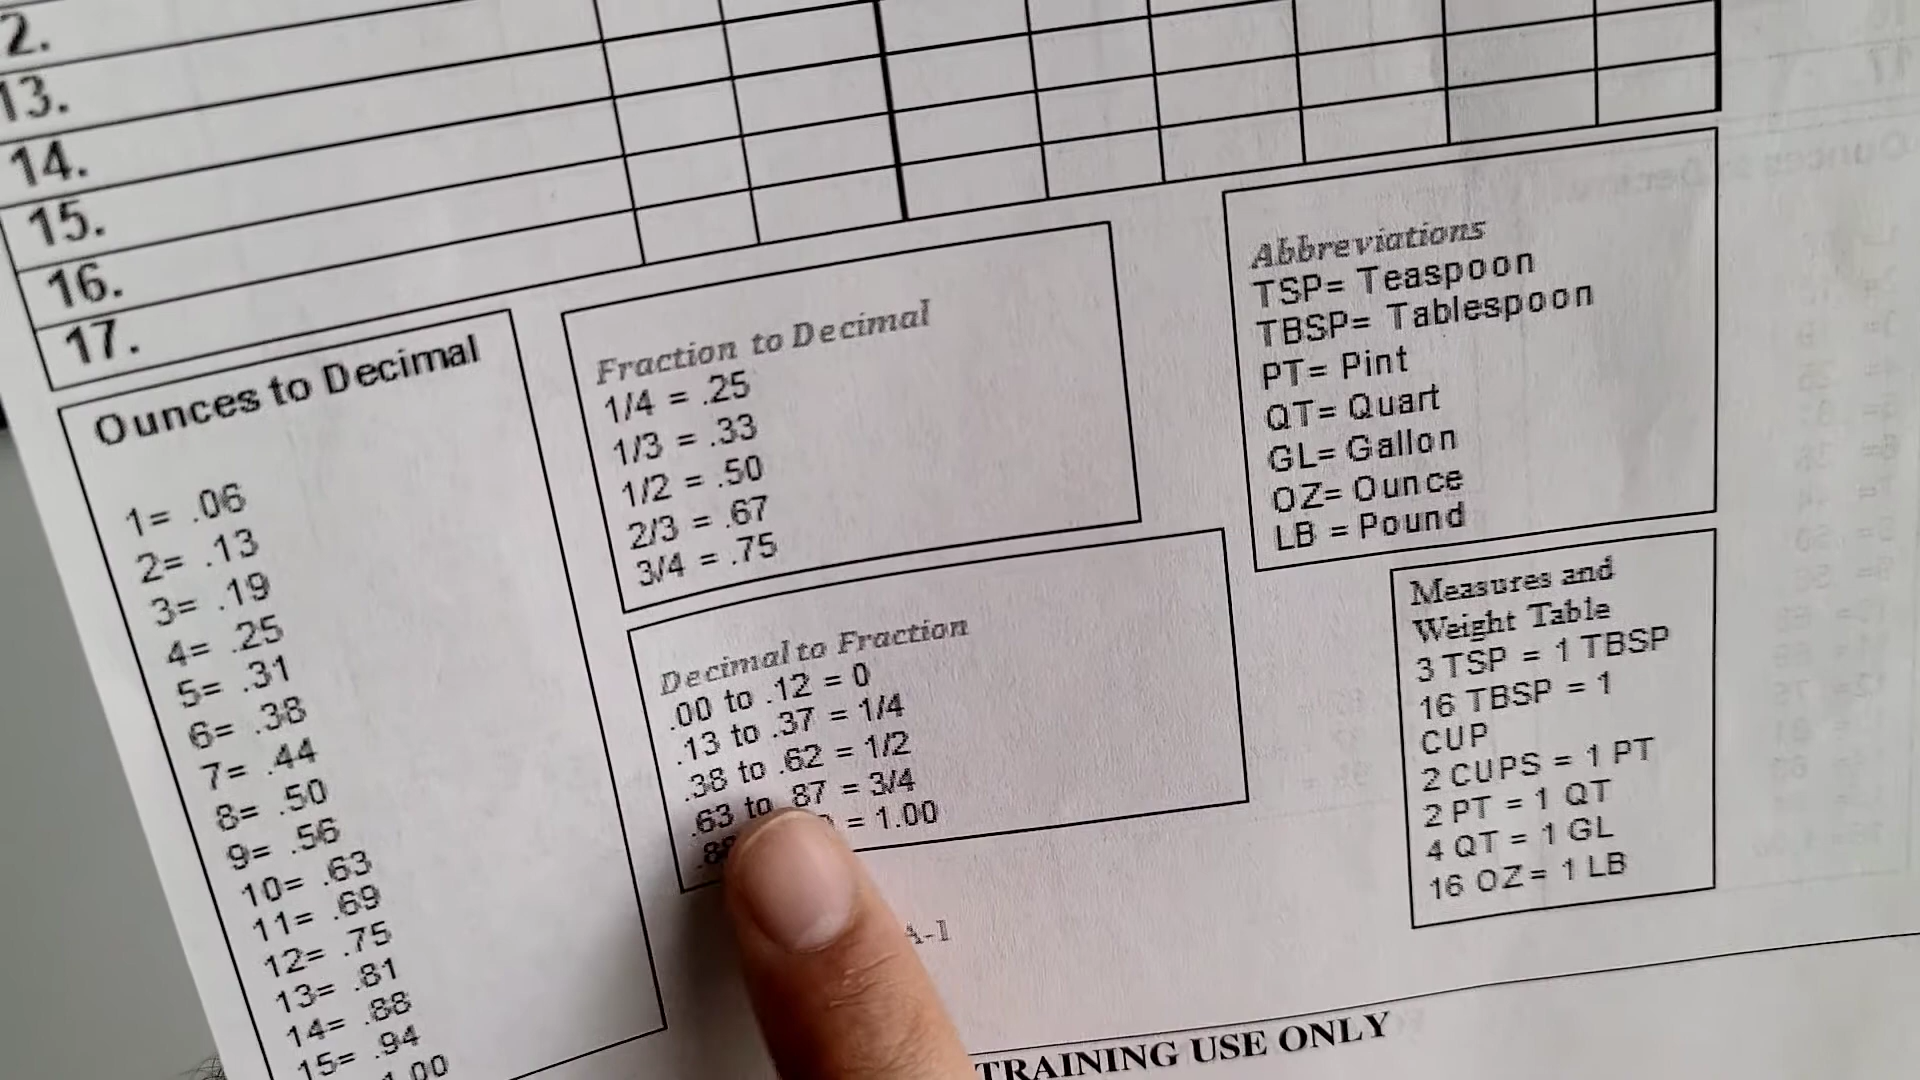 2.
13.
14.
15.
16.
17.
Ounces to Decimal
1= .06
2= .13
3= .19
4= .25
5= .31
6= .38
7= .44
8= .50
9= .56
10= .63
11= .69
12= .75
13= .81
14= .88
15= .94
1.00
Fraction to Decimal
1/4 = .25
1/3 = .33
1/2 = .50
2/3 = .67
3/4 = .75
Decimal to Fraction
.00 to .12 = 0
.13 to .37 = 1/4
.38 to .62 = 1/2
.63 to .87 = 3/4
= 1.00
A-1
Abbreviations
TSP= Teaspoon
TBSP= Tablespoon
PT= Pint
QT= Quart
GL= Gallon
OZ= Ounce
LB = Pound
Measures and
Weight Table
3 TSP = 1 TBSP
16 TBSP = 1
CUP
2 CUPS = 1 PT
2 PT = 1 QT
4 QT = 1 GL
16 OZ= 1 LB
TRAINING USE ONLY